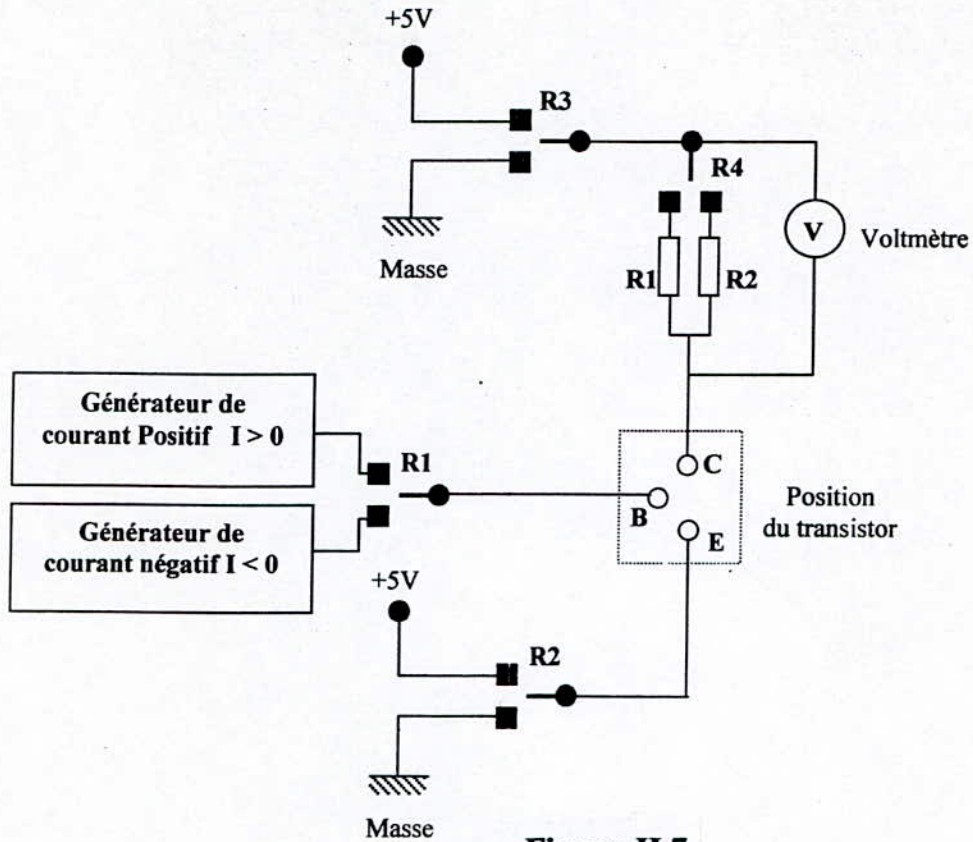 +5V
R3
R4
Masse
R1
R2
V
Voltmètre
Générateur de
courant Positif I > 0
R1
C
B
E
Position
du transistor
Générateur de
courant négatif I < 0
+5V
R2
Masse